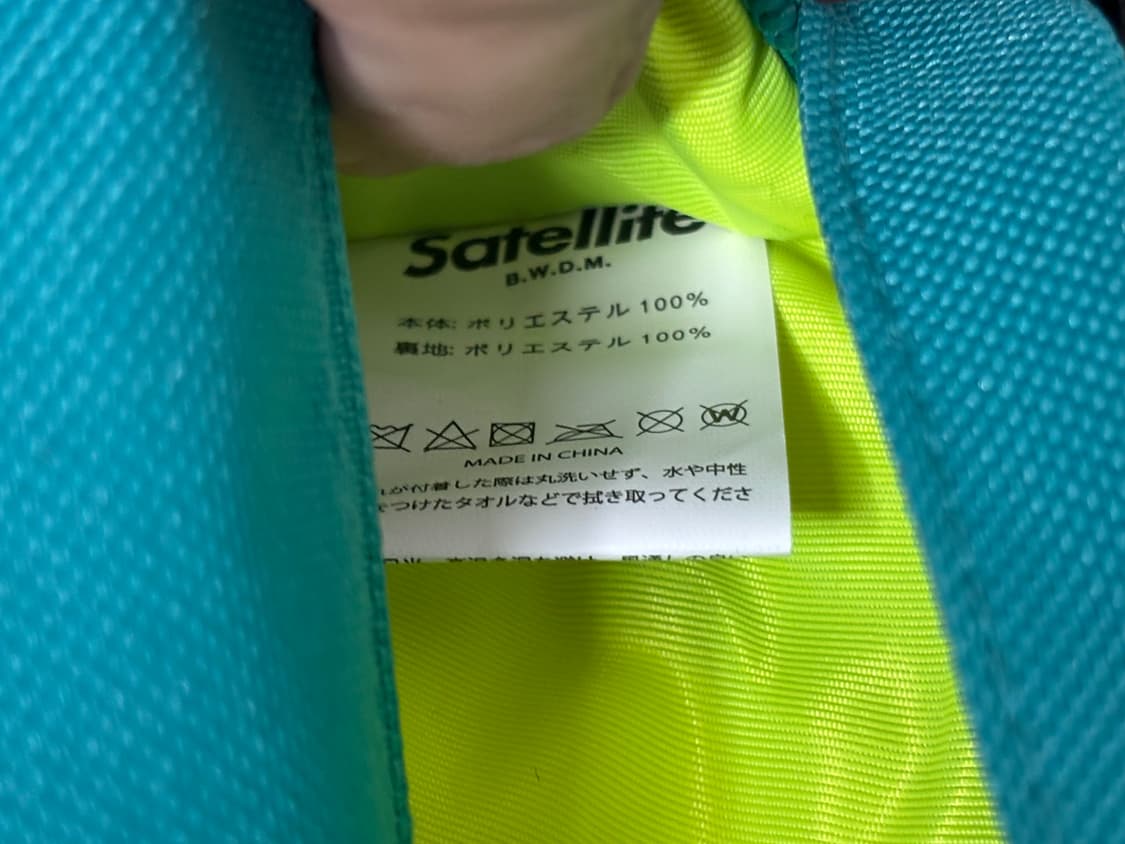 Satellite
B.W.D.M.
本体: ポリエステル 100%
裏地: ポリエステル 100%
W
MADE IN CHINA
が付着した際は丸洗いせず、水や中性
つけたタオルなどで拭き取ってくださ